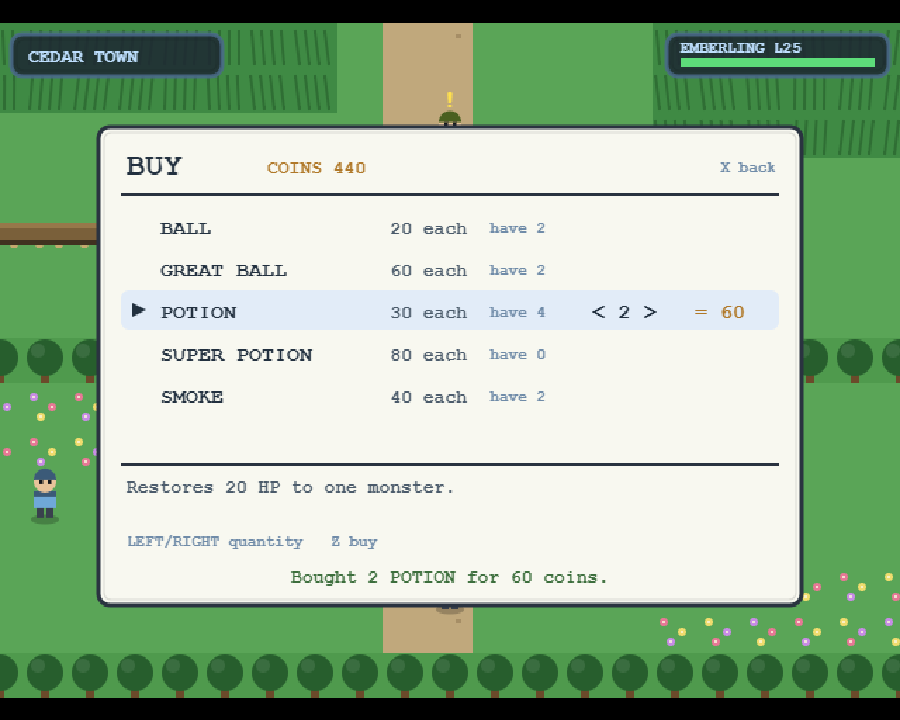 CEDAR TOWN
EMBERLING L25
!
BUY COINS 440 X back
BALL 20 each have 2
GREAT BALL 60 each have 2
▶ POTION 30 each have 4 < 2 > = 60
SUPER POTION 80 each have 0
SMOKE 40 each have 2
Restores 20 HP to one monster.
LEFT/RIGHT quantity Z buy
Bought 2 POTION for 60 coins.